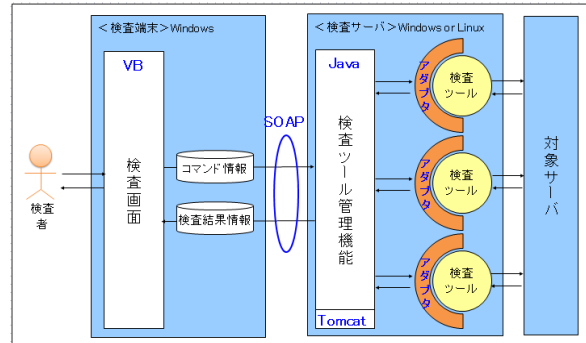 ＜検査端末＞Windows
＜検査サーバ＞Windows or Linux
VB
検査画面
検査者
コマンド情報
検査結果情報
SOAP
Java
検査ツール管理機能
Tomcat
アダプタ
検査
ツール
アダプタ
検査
ツール
アダプタ
検査
ツール
対象サーバ